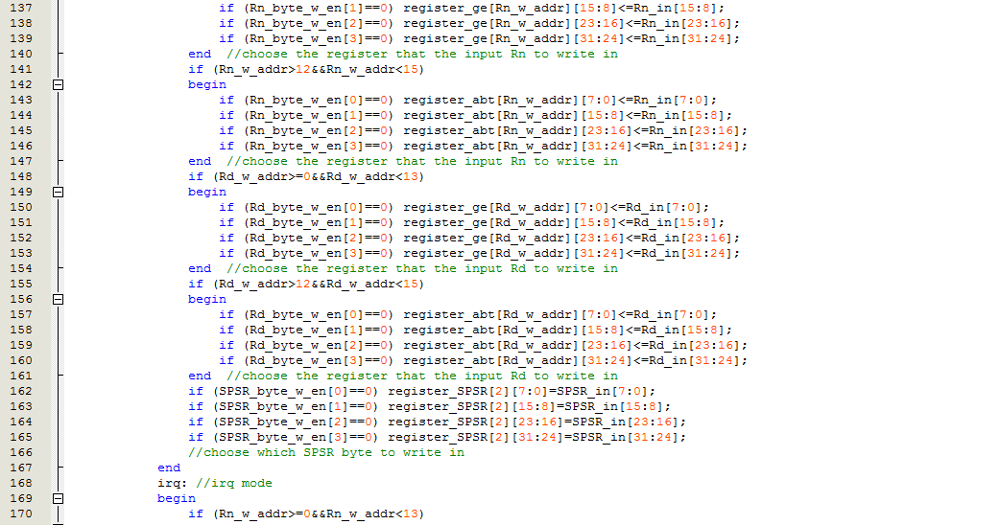 137 if (Rn_byte_w_en[1]==0) register_ge[Rn_w_addr][15:8]<=Rn_in[15:8];
138 if (Rn_byte_w_en[2]==0) register_ge[Rn_w_addr][23:16]<=Rn_in[23:16];
139 if (Rn_byte_w_en[3]==0) register_ge[Rn_w_addr][31:24]<=Rn_in[31:24];
140 end //choose the register that the input Rn to write in
141 if (Rn_w_addr>12&&Rn_w_addr<15)
142 begin
143 if (Rn_byte_w_en[0]==0) register_abt[Rn_w_addr][7:0]<=Rn_in[7:0];
144 if (Rn_byte_w_en[1]==0) register_abt[Rn_w_addr][15:8]<=Rn_in[15:8];
145 if (Rn_byte_w_en[2]==0) register_abt[Rn_w_addr][23:16]<=Rn_in[23:16];
146 if (Rn_byte_w_en[3]==0) register_abt[Rn_w_addr][31:24]<=Rn_in[31:24];
147 end //choose the register that the input Rn to write in
148 if (Rd_w_addr>=0&&Rd_w_addr<13)
149 begin
150 if (Rd_byte_w_en[0]==0) register_ge[Rd_w_addr][7:0]<=Rd_in[7:0];
151 if (Rd_byte_w_en[1]==0) register_ge[Rd_w_addr][15:8]<=Rd_in[15:8];
152 if (Rd_byte_w_en[2]==0) register_ge[Rd_w_addr][23:16]<=Rd_in[23:16];
153 if (Rd_byte_w_en[3]==0) register_ge[Rd_w_addr][31:24]<=Rd_in[31:24];
154 end //choose the register that the input Rd to write in
155 if (Rd_w_addr>12&&Rd_w_addr<15)
156 begin
157 if (Rd_byte_w_en[0]==0) register_abt[Rd_w_addr][7:0]<=Rd_in[7:0];
158 if (Rd_byte_w_en[1]==0) register_abt[Rd_w_addr][15:8]<=Rd_in[15:8];
159 if (Rd_byte_w_en[2]==0) register_abt[Rd_w_addr][23:16]<=Rd_in[23:16];
160 if (Rd_byte_w_en[3]==0) register_abt[Rd_w_addr][31:24]<=Rd_in[31:24];
161 end //choose the register that the input Rd to write in
162 if (SPSR_byte_w_en[0]==0) register_SPSR[2][7:0]=SPSR_in[7:0];
163 if (SPSR_byte_w_en[1]==0) register_SPSR[2][15:8]=SPSR_in[15:8];
164 if (SPSR_byte_w_en[2]==0) register_SPSR[2][23:16]=SPSR_in[23:16];
165 if (SPSR_byte_w_en[3]==0) register_SPSR[2][31:24]=SPSR_in[31:24];
166 //choose which SPSR byte to write in
167 end
168 irq: //irq mode
169 begin
170 if (Rn_w_addr>=0&&Rn_w_addr<13)